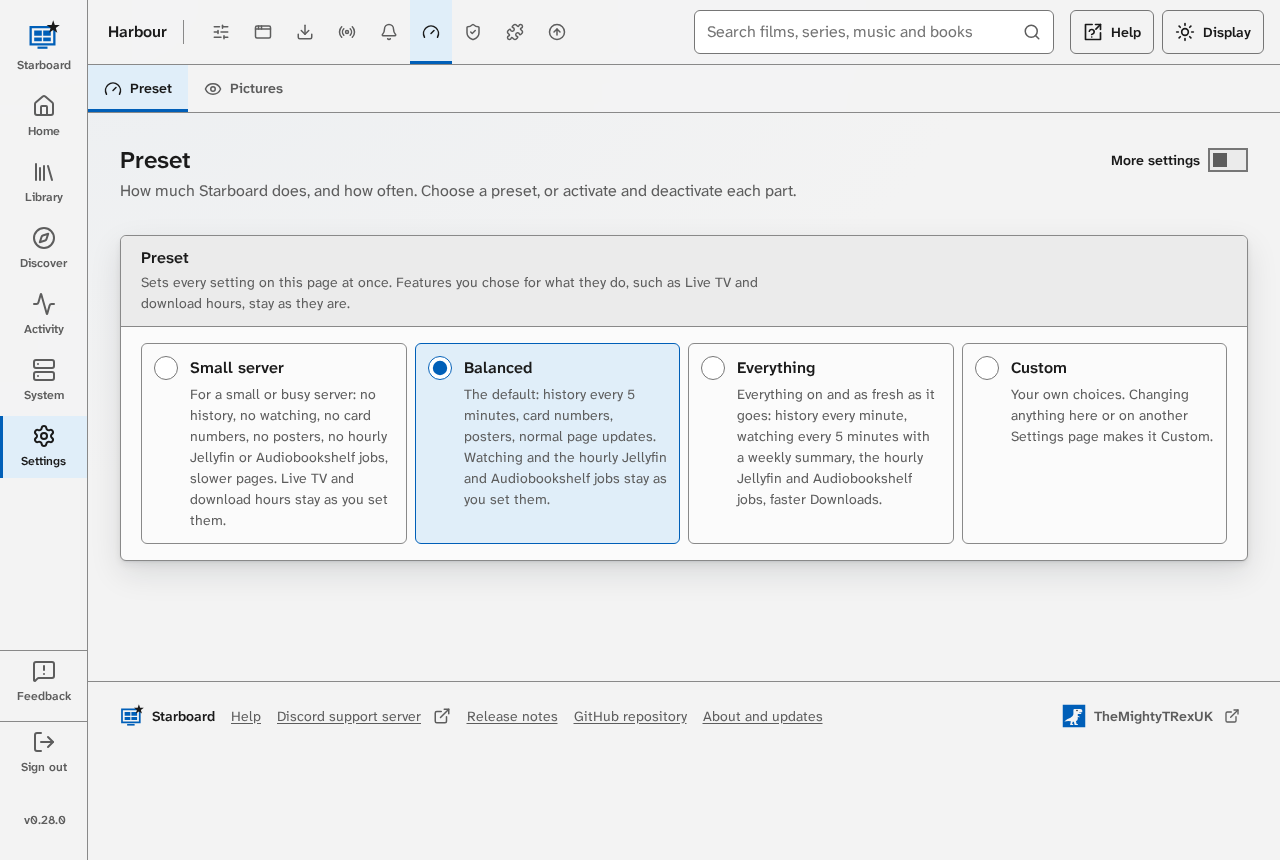 Starboard
Home
Library
Discover
Activity
System
Settings
Feedback
Sign out
v0.28.0
Harbour
Search films, series, music and books
Help
Display
Preset
Pictures
Preset
More settings
How much Starboard does, and how often. Choose a preset, or activate and deactivate each part.
Preset
Sets every setting on this page at once. Features you chose for what they do, such as Live TV and
download hours, stay as they are.
Small server
For a small or busy server: no
history, no watching, no card
numbers, no posters, no hourly
Jellyfin or Audiobookshelf jobs,
slower pages. Live TV and
download hours stay as you set
them.
Balanced
The default: history every 5
minutes, card numbers,
posters, normal page updates.
Watching and the hourly Jellyfin
and Audiobookshelf jobs stay as
you set them.
Everything
Everything on and as fresh as it
goes: history every minute,
watching every 5 minutes with
a weekly summary, the hourly
Jellyfin and Audiobookshelf
jobs, faster Downloads.
Custom
Your own choices. Changing
anything here or on another
Settings page makes it Custom.
Starboard
Help
Discord support server
Release notes
GitHub repository
About and updates
TheMightyTRexUK